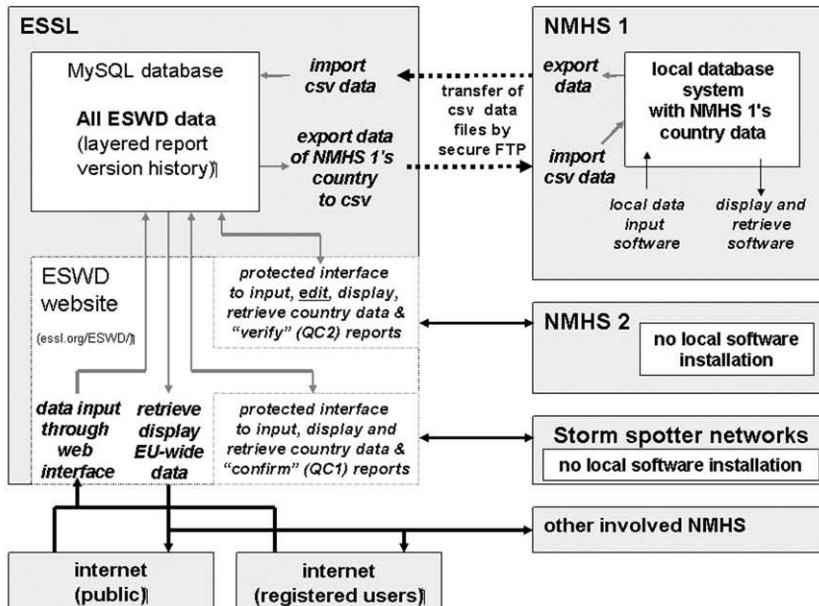 ESSL
MySQL database
All ESWD data
(layered report
version history)
import
csv data
export data
of NMHS 1's
country
to csv
transfer of
csv data
files by
secure FTP
NMHS 1
export
data
import
csv data
local database
system
with NMHS 1's
country data
local data
input
software
display and
retrieve software
ESWD
website
(essl.org/ESWD/)
protected interface
to input, edit, display,
retrieve country data &
“verify” (QC2) reports
NMHS 2
no local software
installation
data input
through
web
interface
retrieve
display
EU-wide
data
protected interface
to input, display and
retrieve country data &
“confirm” (QC1) reports
Storm spotter networks
no local software installation
other involved NMHS
internet
(public)
internet
(registered users)